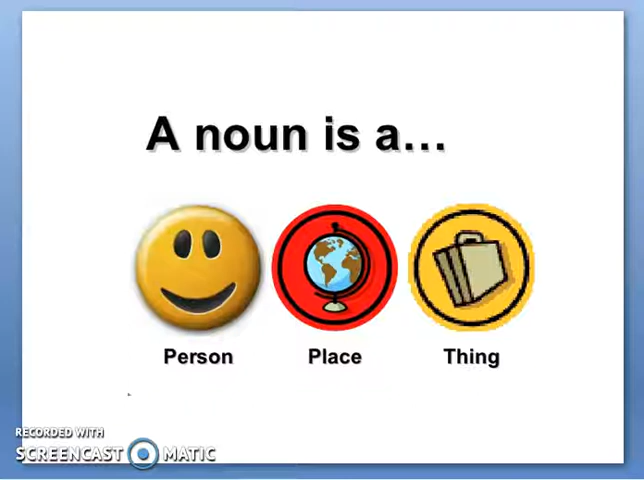 A noun is a...
Person Place Thing
RECORDED WITH
SCREENCAST MATIC